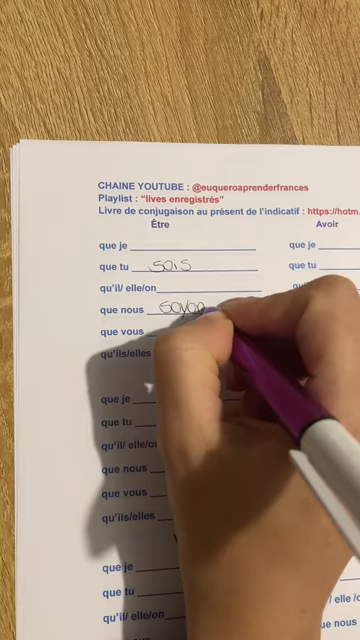 CHAINE YOUTUBE : @euqueroaprenderfrances
Playlist : "lives enregistrés"
Livre de conjugaison au présent de l'indicatif : https://hotm.
Être Avoir
que je que je
que tu sois que tu
qu'il/ elle/on
que nous
que vous
qu'ils/elles
que je
que tu
qu'il/ elle/on
que nous
que vous
qu'ils/elles
que je
que tu
qu'il/ elle/on